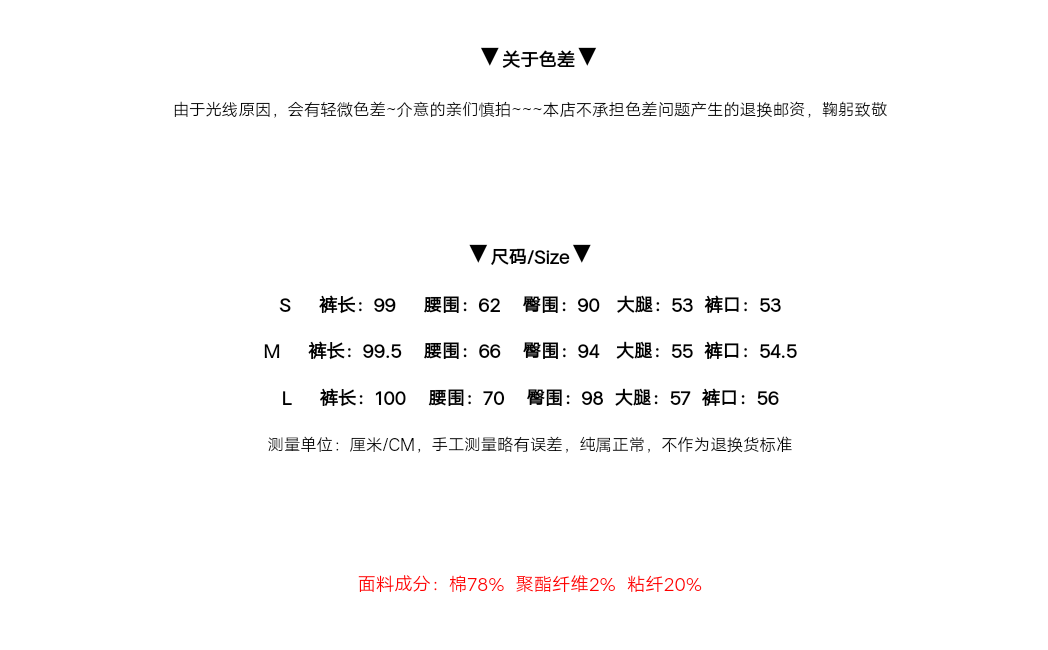 ▼关于色差▼
由于光线原因，会有轻微色差~介意的亲们慎拍~~~本店不承担色差问题产生的退换邮资，鞠躬致敬
▼尺码/Size▼
S 裤长：99 腰围：62 臀围：90 大腿：53 裤口：53
M 裤长：99.5 腰围：66 臀围：94 大腿：55 裤口：54.5
L 裤长：100 腰围：70 臀围：98 大腿：57 裤口：56
测量单位：厘米/CM，手工测量略有误差，纯属正常，不作为退换货标准
面料成分：棉78% 聚酯纤维2% 粘纤20%